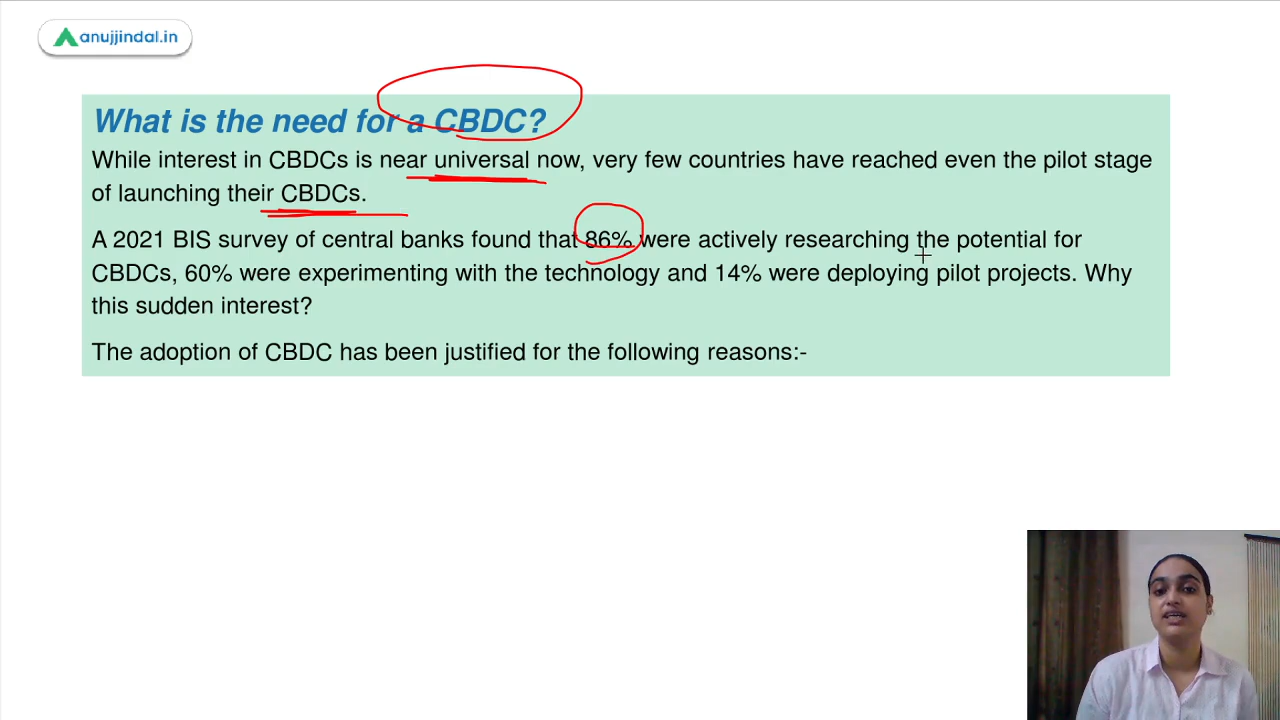 anujjindal.in
What is the need for a CBDC?
While interest in CBDCs is near universal now, very few countries have reached even the pilot stage
of launching their CBDCs.
A 2021 BIS survey of central banks found that 86% were actively researching the potential for
CBDCs, 60% were experimenting with the technology and 14% were deploying pilot projects. Why
this sudden interest?
The adoption of CBDC has been justified for the following reasons:-